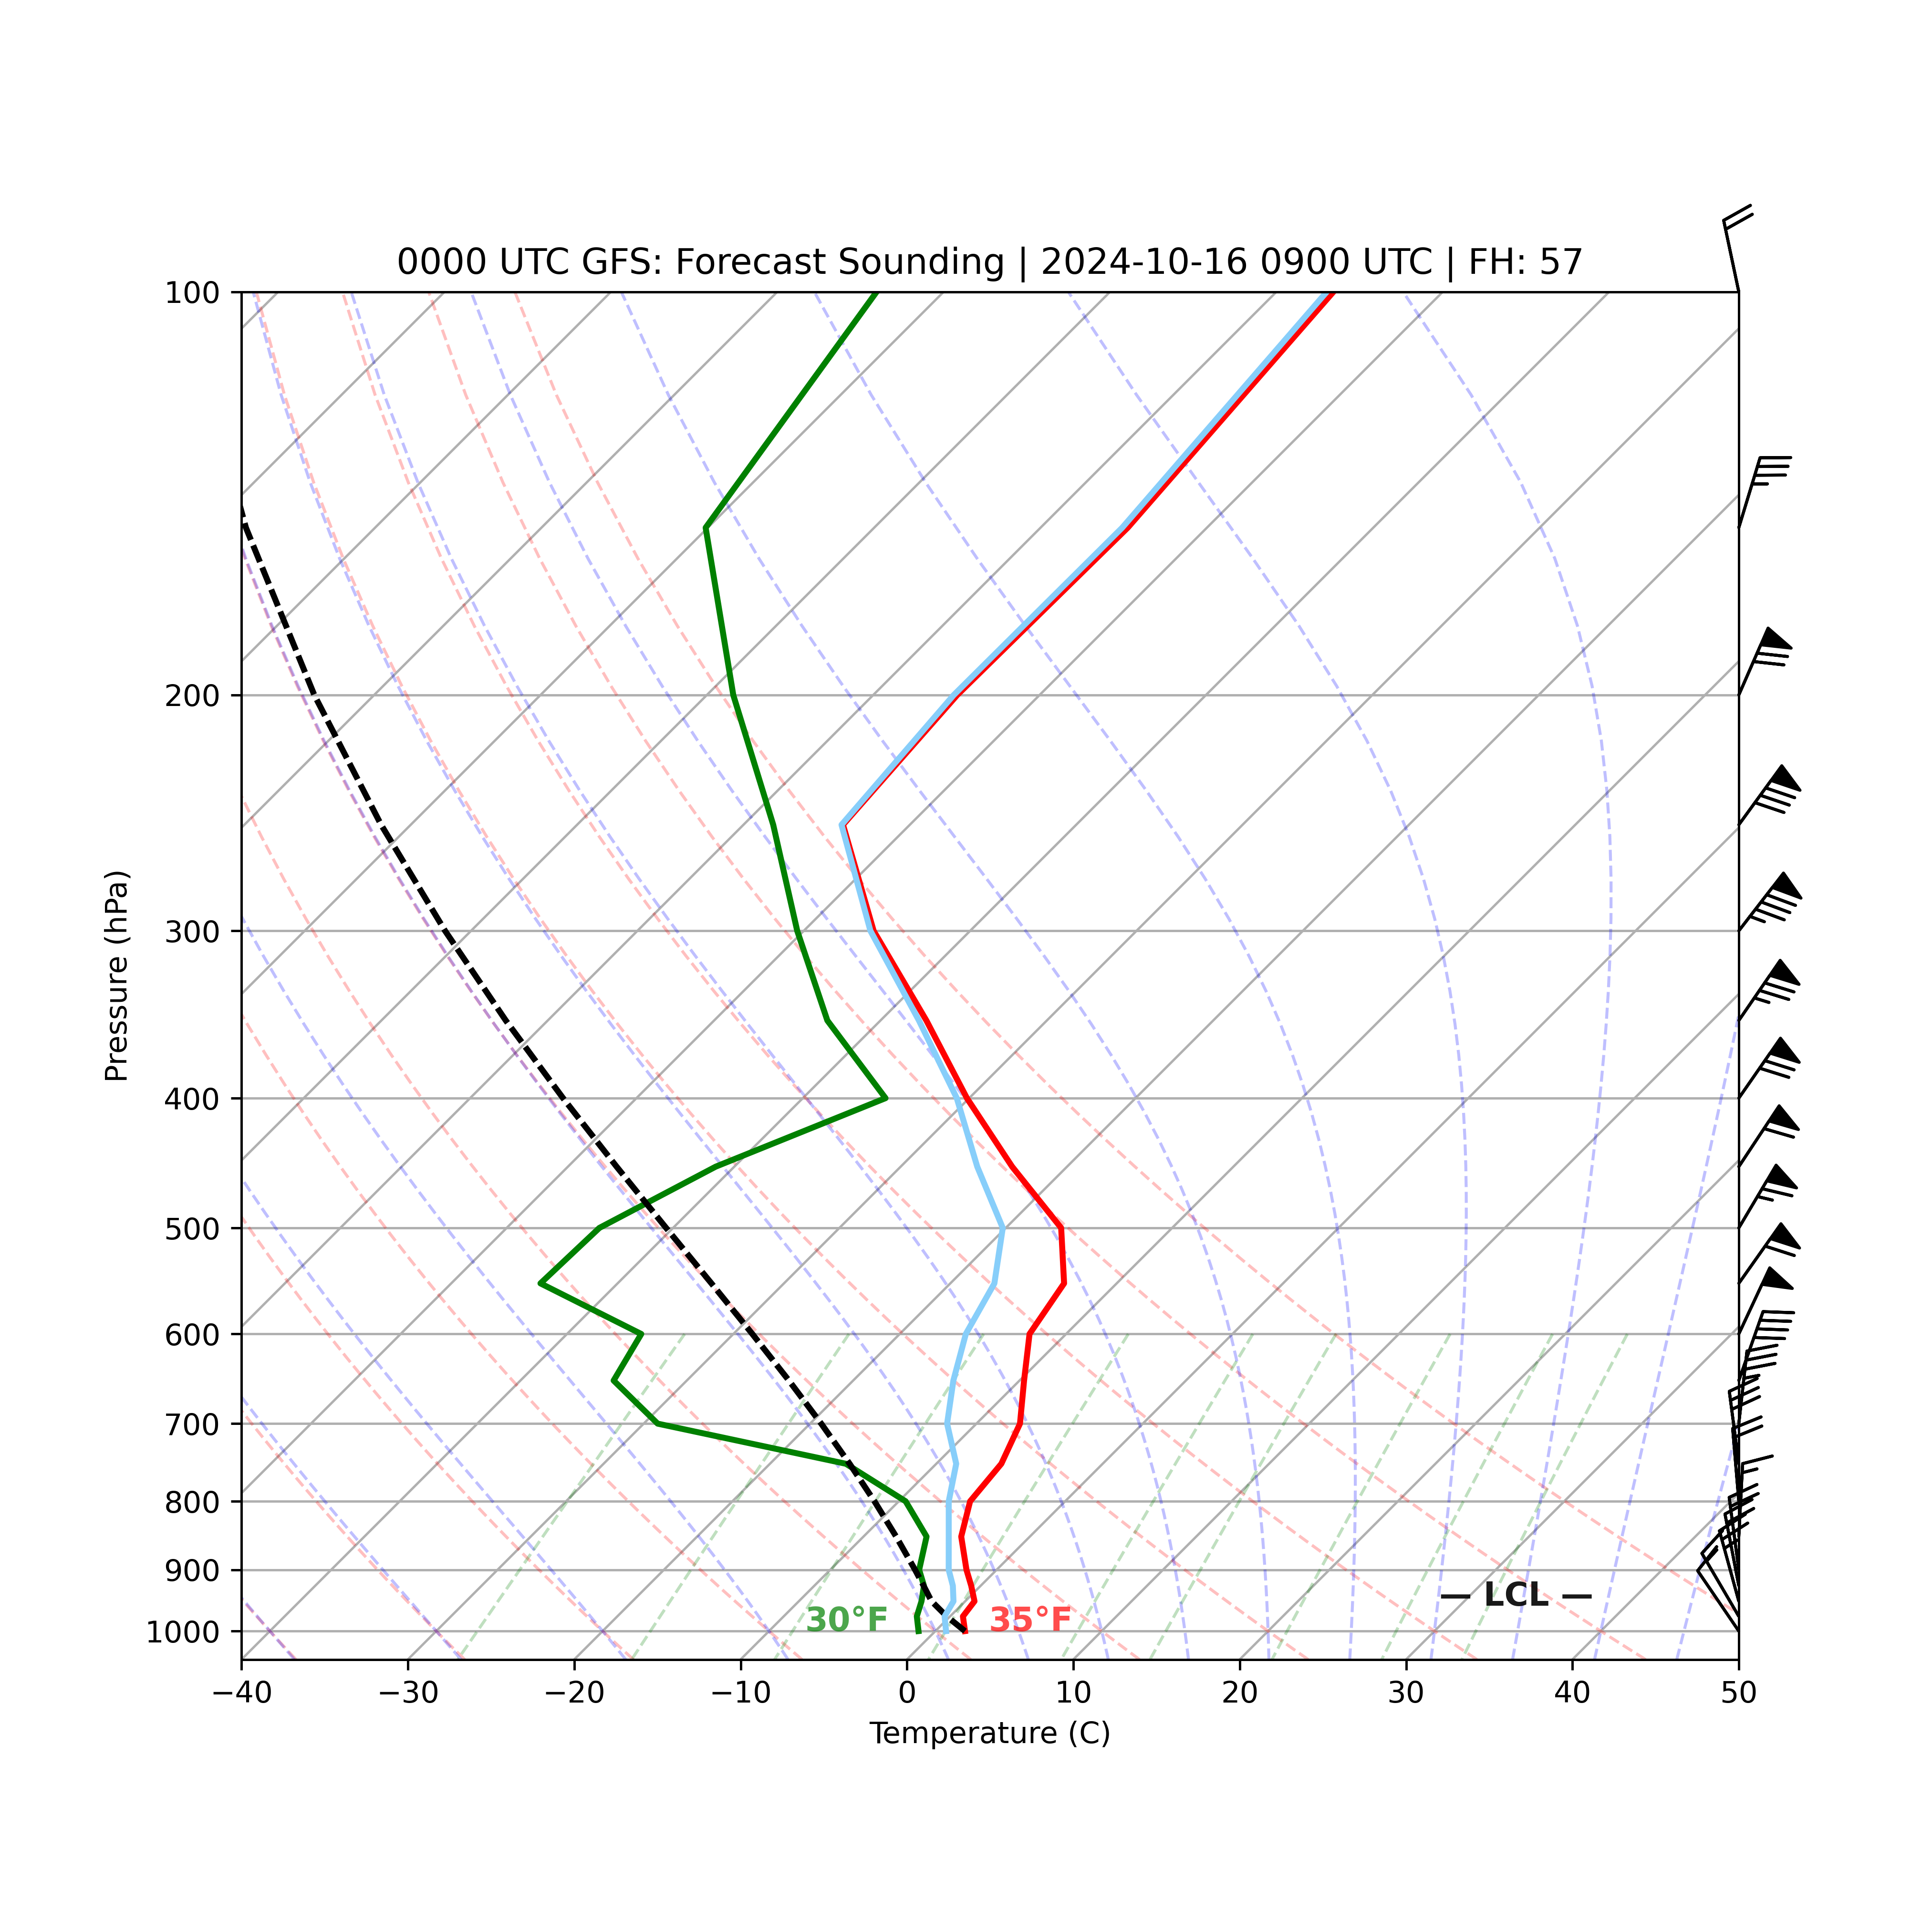 0000 UTC GFS: Forecast Sounding | 2024-10-16 0900 UTC | FH: 57
100
200
300
400
500
600
700
800
900
1000
Pressure (hPa)
30°F
35°F
— LCL —
−40 −30 −20 −10 0 10 20 30 40 50
Temperature (C)